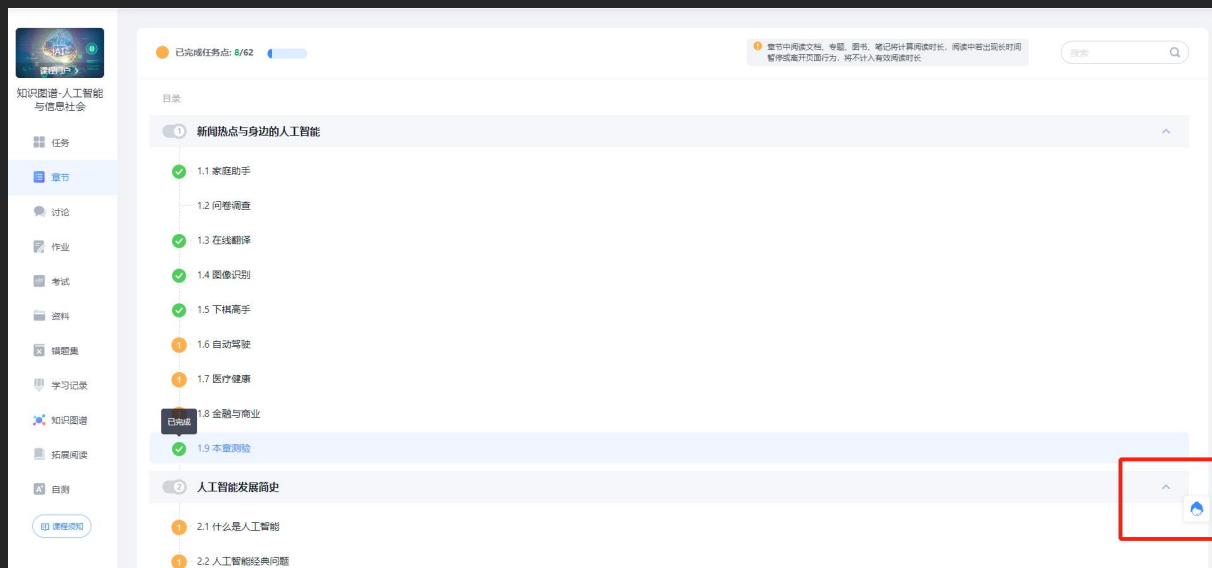 课程门户 >
知识图谱-人工智能
与信息社会
任务
章节
讨论
作业
考试
资料
错题集
学习记录
知识图谱
拓展阅读
自测
课程须知
已完成任务点: 8/62
章节中阅读文档、专题、图书、笔记将计算阅读时长，阅读中若出现长时间
暂停或离开页面行为，将不计入有效阅读时长
搜索
目录
1 新闻热点与身边的人工智能
1.1 家庭助手
1.2 问卷调查
1.3 在线翻译
1.4 图像识别
1.5 下棋高手
1 1.6 自动驾驶
1 1.7 医疗健康
1.8 金融与商业
已完成
1.9 本章测验
2 人工智能发展简史
1 2.1 什么是人工智能
1 2.2 人工智能经典问题